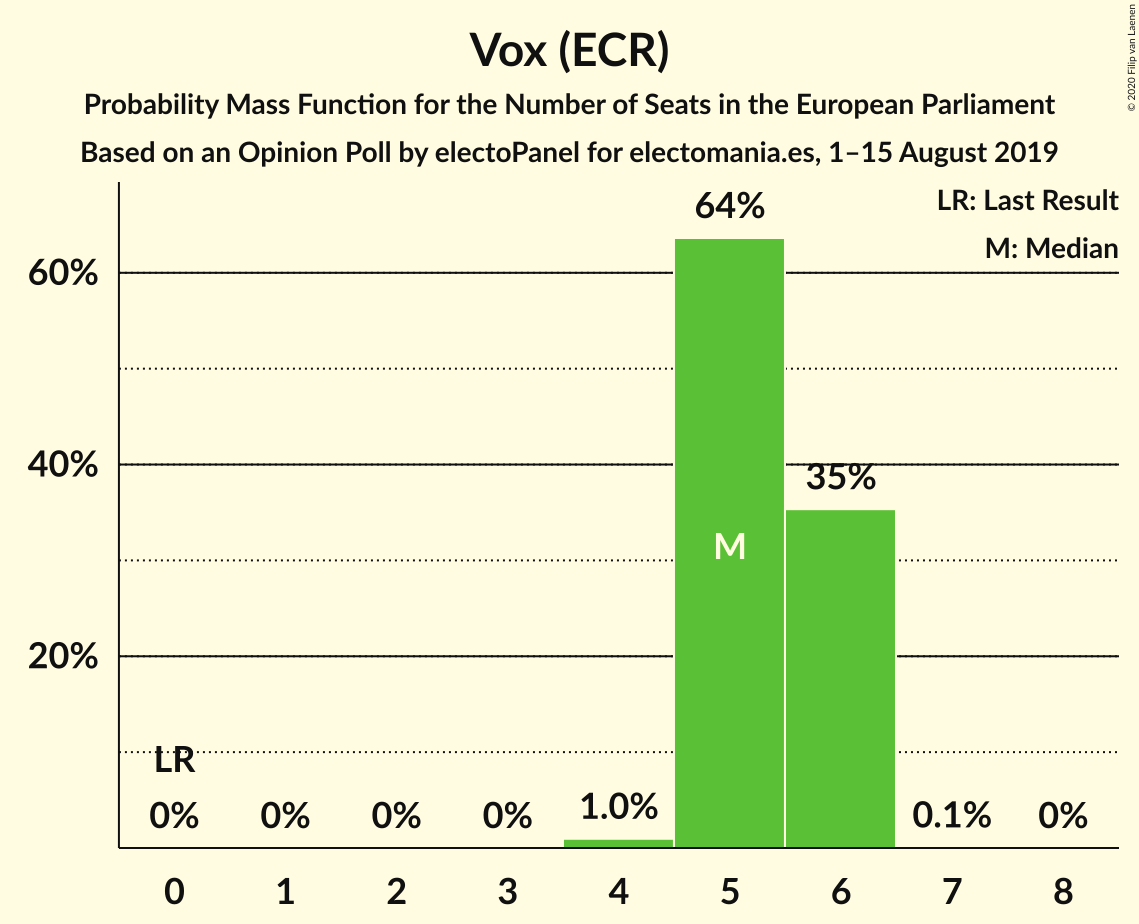 Vox (ECR)
Probability Mass Function for the Number of Seats in the European Parliament
Based on an Opinion Poll by electoPanel for electomania.es, 1–15 August 2019
© 2020 Filip van Laenen
LR: Last Result
M: Median
64%
60%
40%
35%
M
20%
LR
0%
0%
0%
0%
1.0%
0.1%
0%
0 1 2 3 4 5 6 7 8